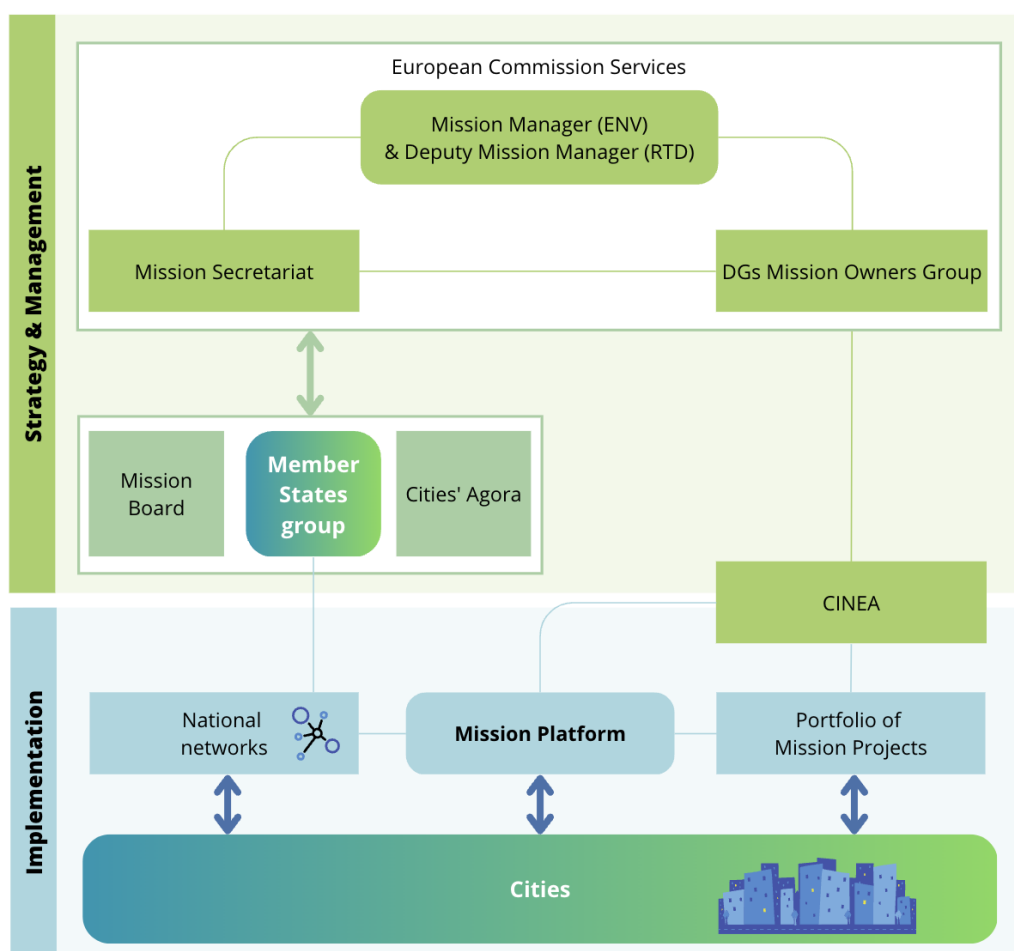 Strategy & Management
European Commission Services
Mission Manager (ENV)
& Deputy Mission Manager (RTD)
Mission Secretariat
DGs Mission Owners Group
Mission
Board
Member
States
group
Cities' Agora
CINEA
Implementation
National
networks
Mission Platform
Portfolio of
Mission Projects
Cities